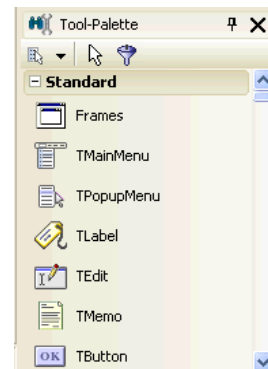 Tool-Palette
Standard
Frames
TMainMenu
TPopupMenu
TLabel
TEdit
TMemo
OK TButton